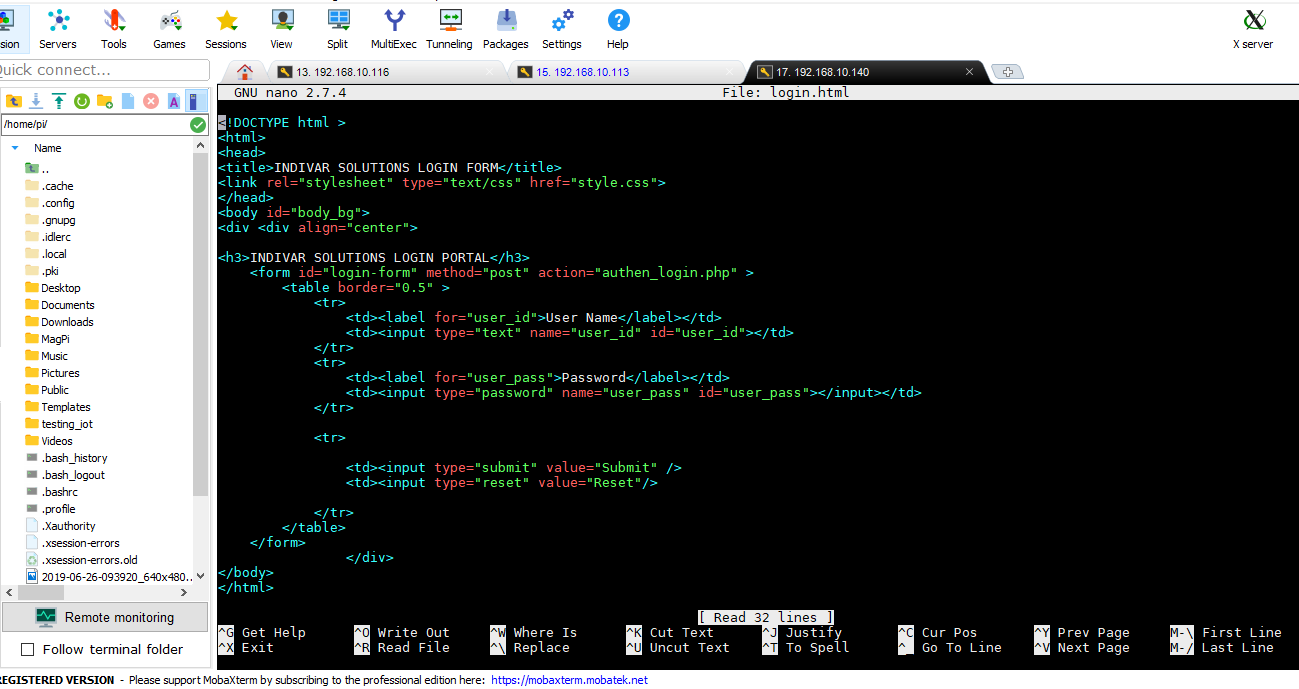 sion Servers Tools Games Sessions View Split MultiExec Tunneling Packages Settings Help X server
Quick connect...
13. 192.168.10.116
15. 192.168.10.113
17. 192.168.10.140
/home/pi/
Name
..
.cache
.config
.gnupg
.idlerc
.local
.pki
Desktop
Documents
Downloads
MagPi
Music
Pictures
Public
Templates
testing_iot
Videos
.bash_history
.bash_logout
.bashrc
.profile
.Xauthority
.xsession-errors
.xsession-errors.old
2019-06-26-093920_640x480..
Remote monitoring
Follow terminal folder
GNU nano 2.7.4 File: login.html
<!DOCTYPE html >
<html>
<head>
<title>INDIVAR SOLUTIONS LOGIN FORM</title>
<link rel="stylesheet" type="text/css" href="style.css">
</head>
<body id="body_bg">
<div <div align="center">
<h3>INDIVAR SOLUTIONS LOGIN PORTAL</h3>
<form id="login-form" method="post" action="authen_login.php" >
<table border="0.5" >
<tr>
<td><label for="user_id">User Name</label></td>
<td><input type="text" name="user_id" id="user_id"></td>
</tr>
<tr>
<td><label for="user_pass">Password</label></td>
<td><input type="password" name="user_pass" id="user_pass"></input></td>
</tr>
<tr>
<td><input type="submit" value="Submit" />
<td><input type="reset" value="Reset"/>
</tr>
</table>
</form>
</div>
</body>
</html>
[ Read 32 lines ]
^G Get Help ^O Write Out ^W Where Is ^K Cut Text ^J Justify ^C Cur Pos ^Y Prev Page M-\ First Line
^X Exit ^R Read File ^\ Replace ^U Uncut Text ^T To Spell ^_ Go To Line ^V Next Page M-/ Last Line
REGISTERED VERSION - Please support MobaXterm by subscribing to the professional edition here: https://mobaxterm.mobatek.net